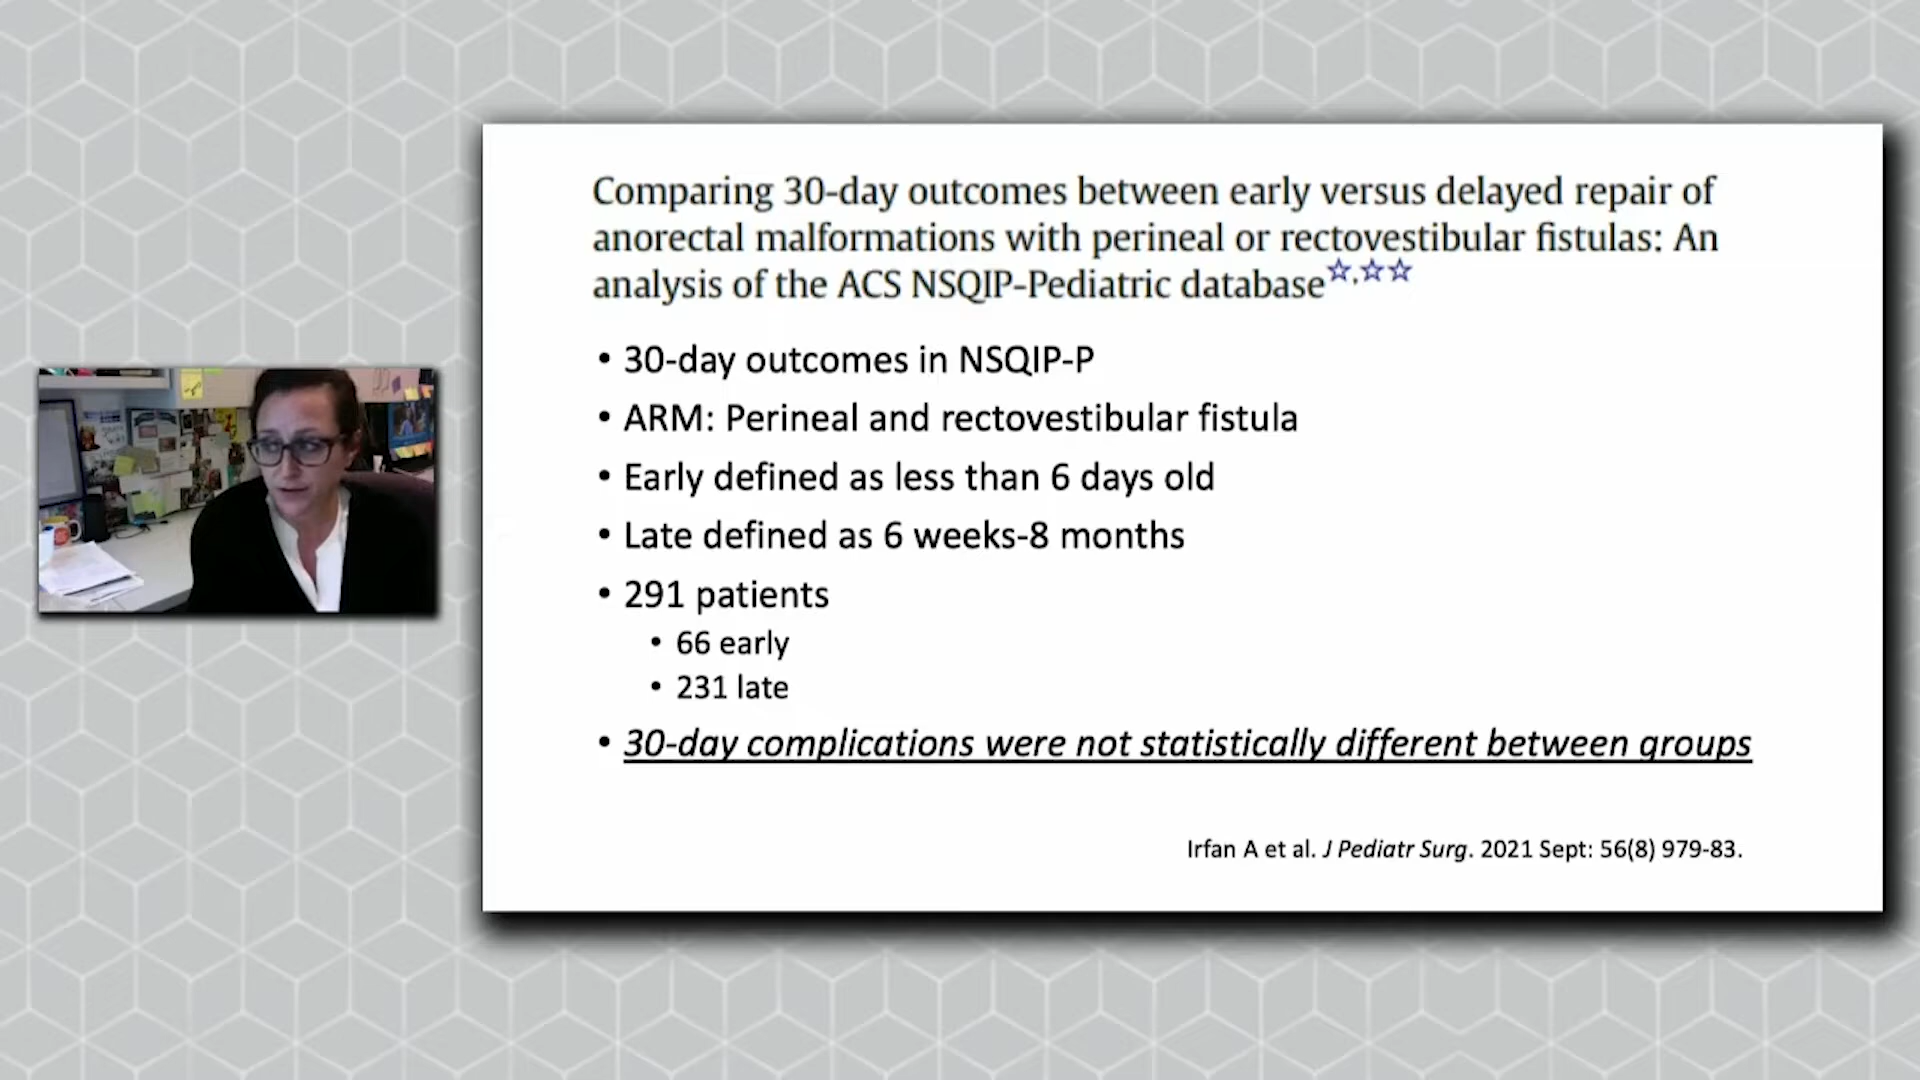 Comparing 30-day outcomes between early versus delayed repair of
anorectal malformations with perineal or rectovestibular fistulas: An
analysis of the ACS NSQIP-Pediatric database☆,☆☆
• 30-day outcomes in NSQIP-P
• ARM: Perineal and rectovestibular fistula
• Early defined as less than 6 days old
• Late defined as 6 weeks-8 months
• 291 patients
• 66 early
• 231 late
• 30-day complications were not statistically different between groups
Irfan A et al. J Pediatr Surg. 2021 Sept: 56(8) 979-83.